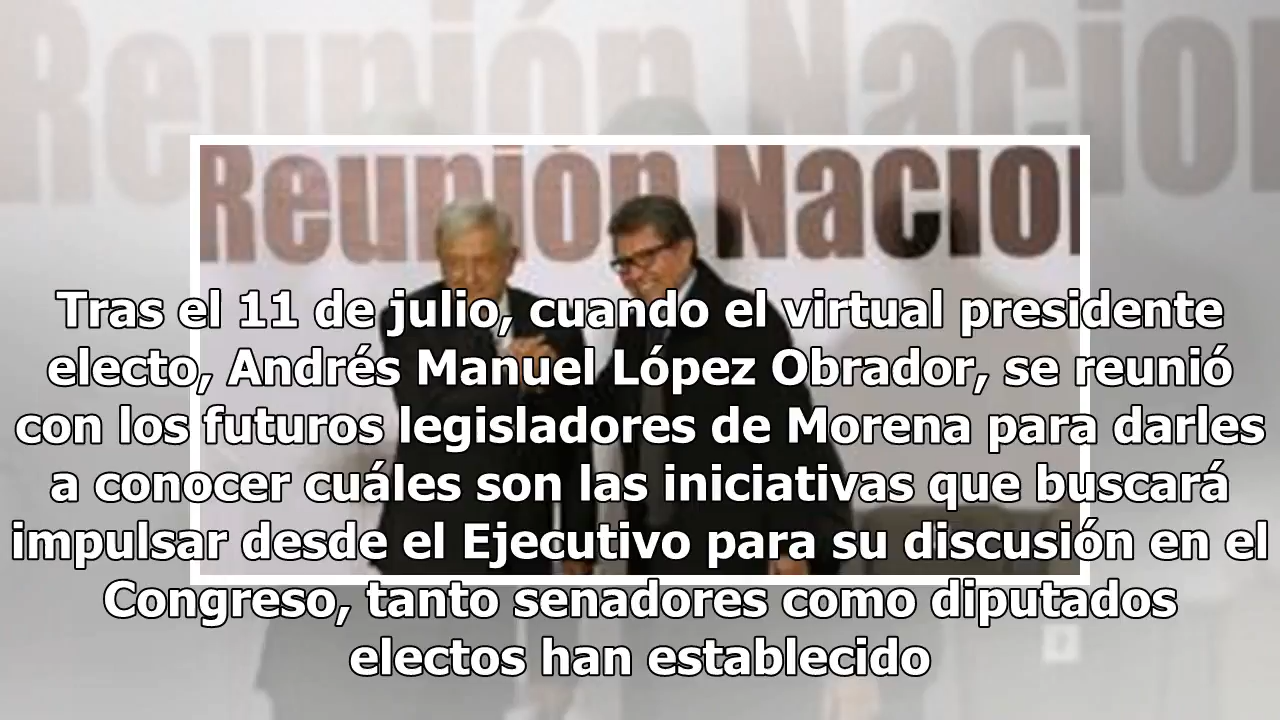 Reunión Nacion
Reunión Nacion
Tras el 11 de julio, cuando el virtual presidente
electo, Andrés Manuel López Obrador, se reunió
con los futuros legisladores de Morena para darles
a conocer cuáles son las iniciativas que buscará
impulsar desde el Ejecutivo para su discusión en el
Congreso, tanto senadores como diputados
electos han establecido